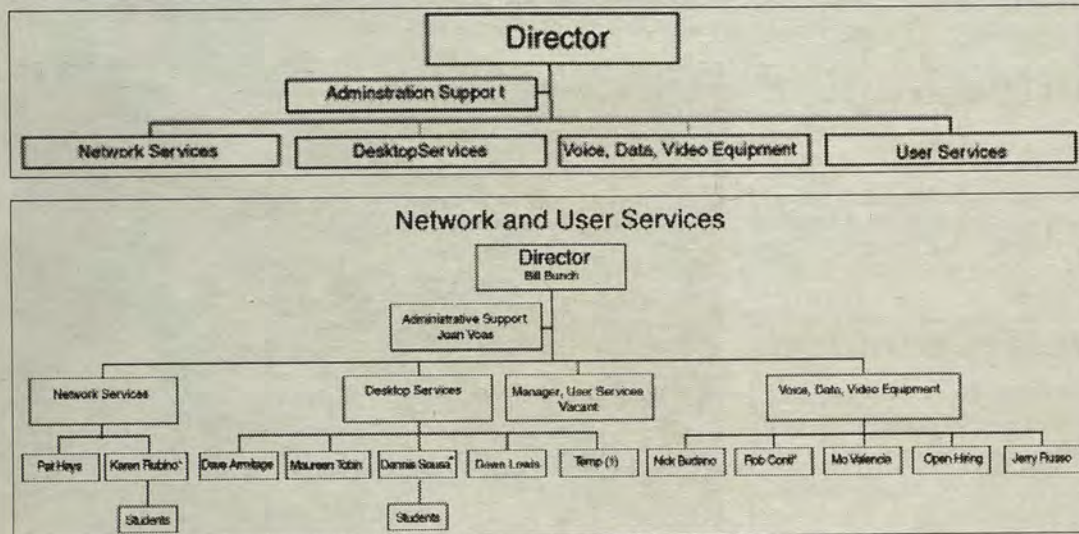 Director
Adminstration Support
Network Services
DesktopServices
Voice, Data, Video Equipment
User Services
Network and User Services
Director
Bill Bunch
Administrative Support
Joan Voas
Network Services
Desktop Services
Manager, User Services
Vacant
Voice, Data, Video Equipment
Pat Hays
Karen Rubino*
Dave Armitage
Maureen Tobin
Dennis Sousa*
Dawn Lewis
Temp (1)
Nick
Rob Conti*
Mo Valencia
Open Hiring
Jerry Russo
Students
Students